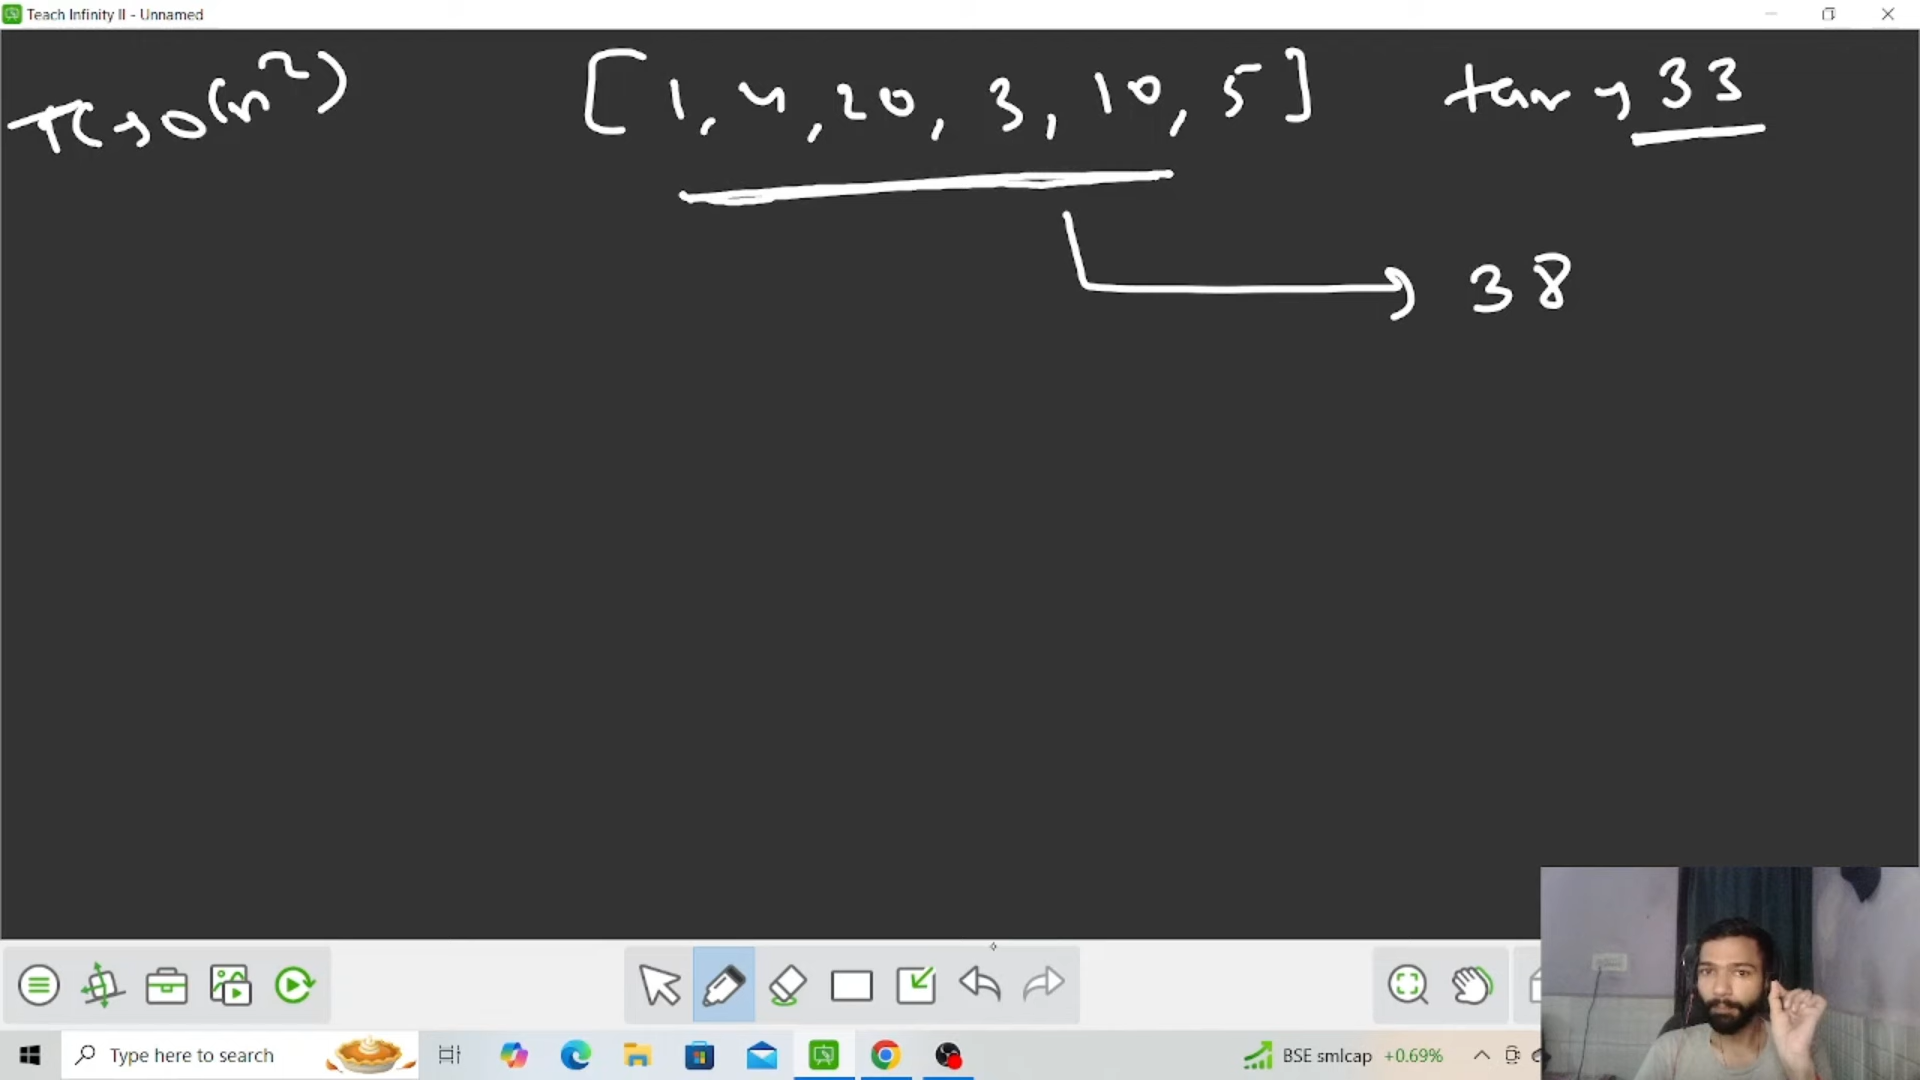 Teach Infinity II - Unnamed
TC → O(n²) [1, 4, 20, 3, 10, 5] tar → 33
38
Type here to search
BSE smlcap +0.69%